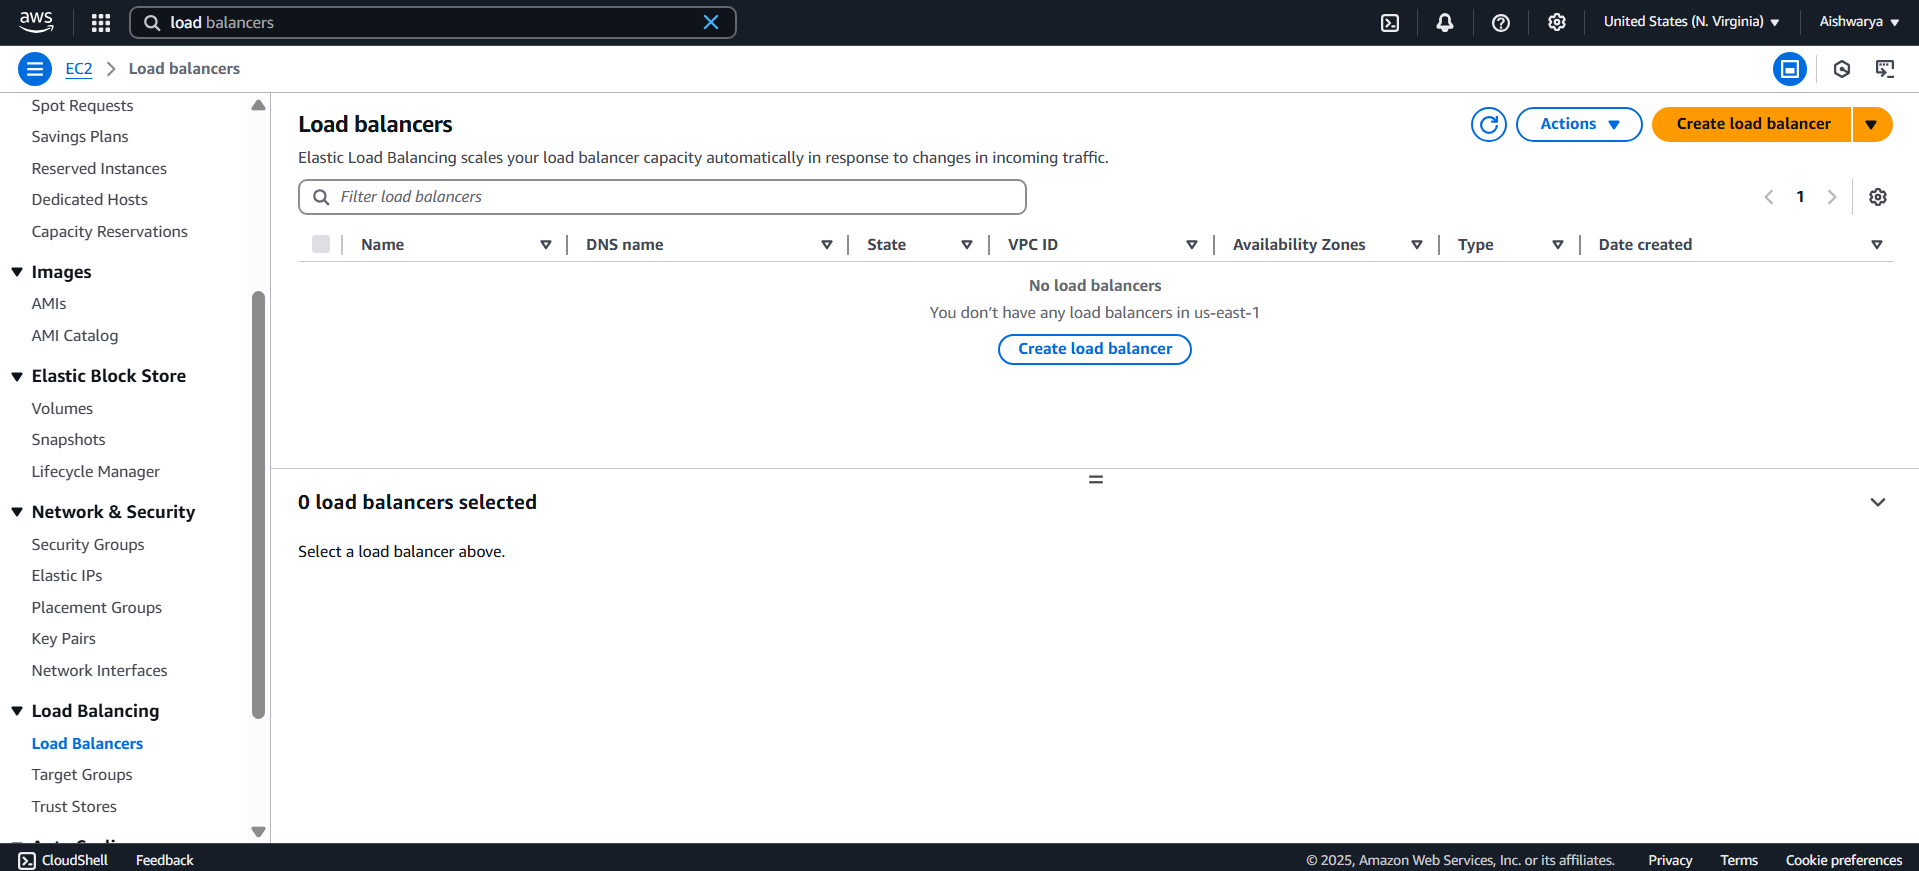 aws
load balancers
United States (N. Virginia)
Aishwarya
EC2
Load balancers
Spot Requests
Savings Plans
Reserved Instances
Dedicated Hosts
Capacity Reservations
Images
AMIs
AMI Catalog
Elastic Block Store
Volumes
Snapshots
Lifecycle Manager
Network & Security
Security Groups
Elastic IPs
Placement Groups
Key Pairs
Network Interfaces
Load Balancing
Load Balancers
Target Groups
Trust Stores
Load balancers
Actions
Create load balancer
Elastic Load Balancing scales your load balancer capacity automatically in response to changes in incoming traffic.
Filter load balancers
1
Name
DNS name
State
VPC ID
Availability Zones
Type
Date created
No load balancers
You don't have any load balancers in us-east-1
Create load balancer
0 load balancers selected
Select a load balancer above.
CloudShell
Feedback
© 2025, Amazon Web Services, Inc. or its affiliates.
Privacy
Terms
Cookie preferences